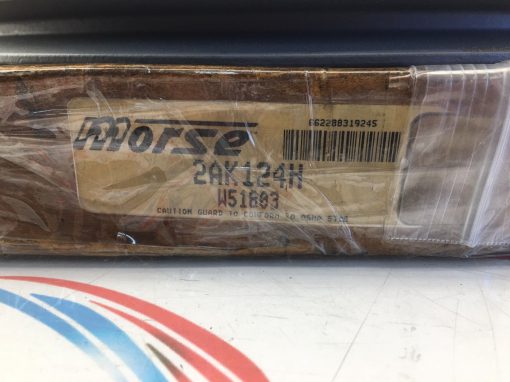 Morse
662288319245
2AK124H
W51893
CAUTION GUARD TO CONFORM TO OSHA STDS